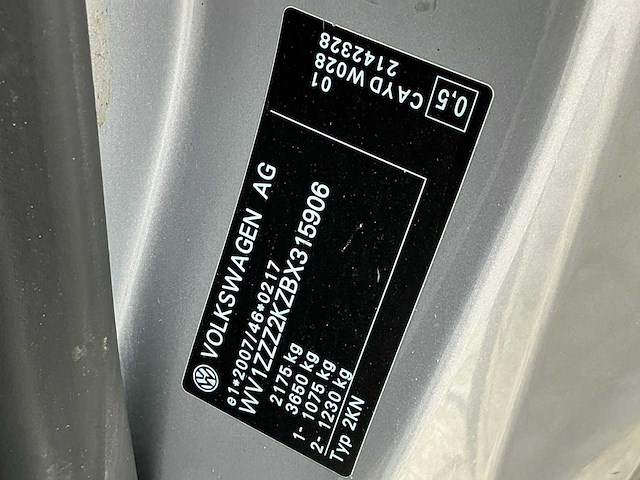 VOLKSWAGEN AG
e1*2007/46*0217
WV1ZZZ2KZBX315906
2175 kg
3650 kg
1- 1075 kg
2- 1230 kg
Typ 2KN
0,5
CAYD W028
2142328
01